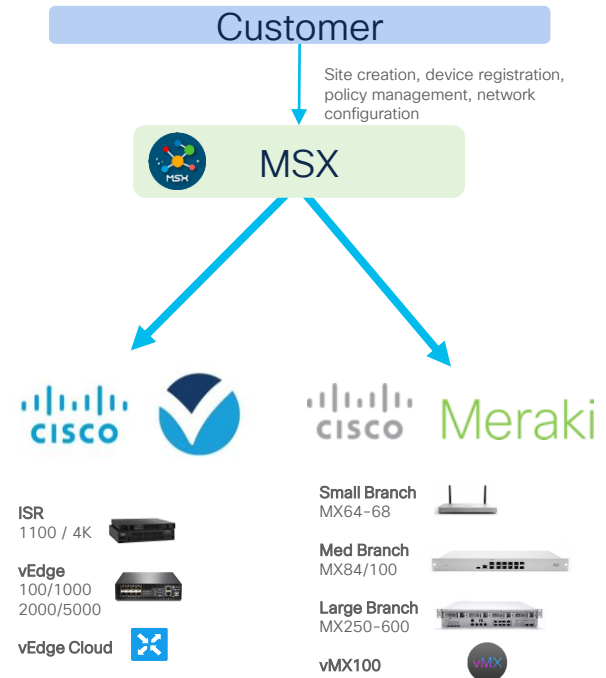 Customer
Site creation, device registration,
policy management, network
configuration
MSX
MSX
CISCO
CISCO
Meraki
ISR
1100 / 4K
vEdge
100/1000
2000/5000
vEdge Cloud
Small Branch
MX64-68
Med Branch
MX84/100
Large Branch
MX250-600
vMX100
vMX